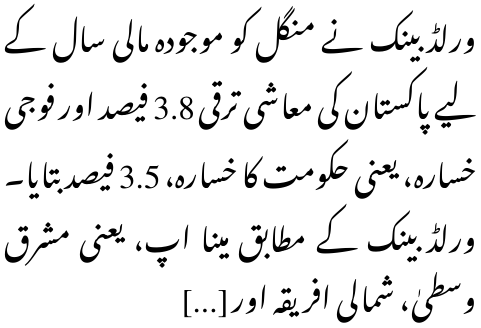 ورلڈ بینک نے منگل کو موجودہ مالی سال کے
لیے پاکستان کی معاشی ترقی 3.8 فیصد اور فوجی
خسارہ، یعنی حکومت کا خسارہ، 3.5 فیصد بتایا۔
ورلڈ بینک کے مطابق مینا اپ، یعنی مشرق
وسطیٰ، شمالی افریقہ اور [...]